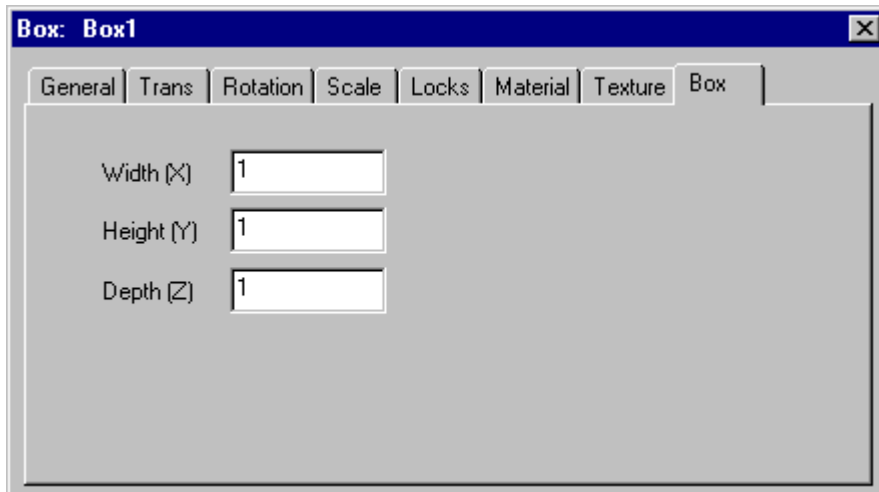 Box: Box1
General Trans Rotation Scale Locks Material Texture Box
Width (X) 1
Height (Y) 1
Depth (Z) 1